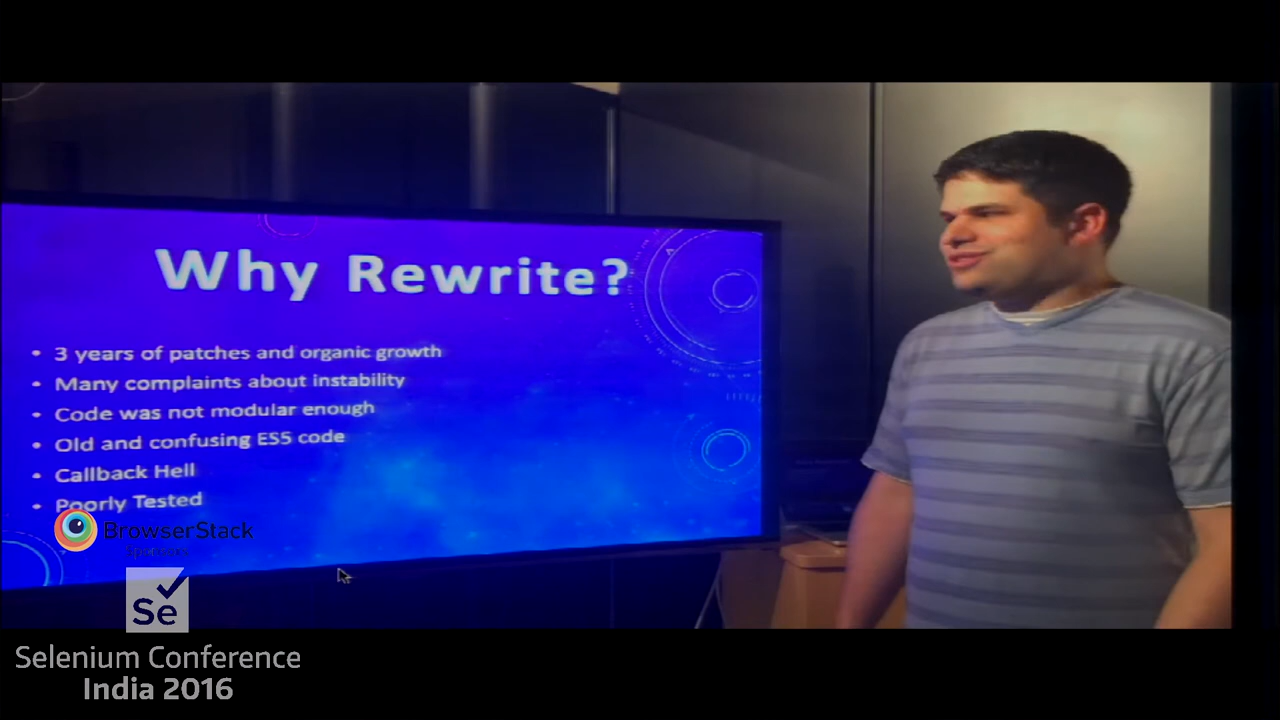 Why Rewrite?
• 3 years of patches and organic growth
• Many complaints about instability
• Code was not modular enough
• Old and confusing ES5 code
• Callback Hell
• Poorly Tested
BrowserStack
Se
Selenium Conference
India 2016